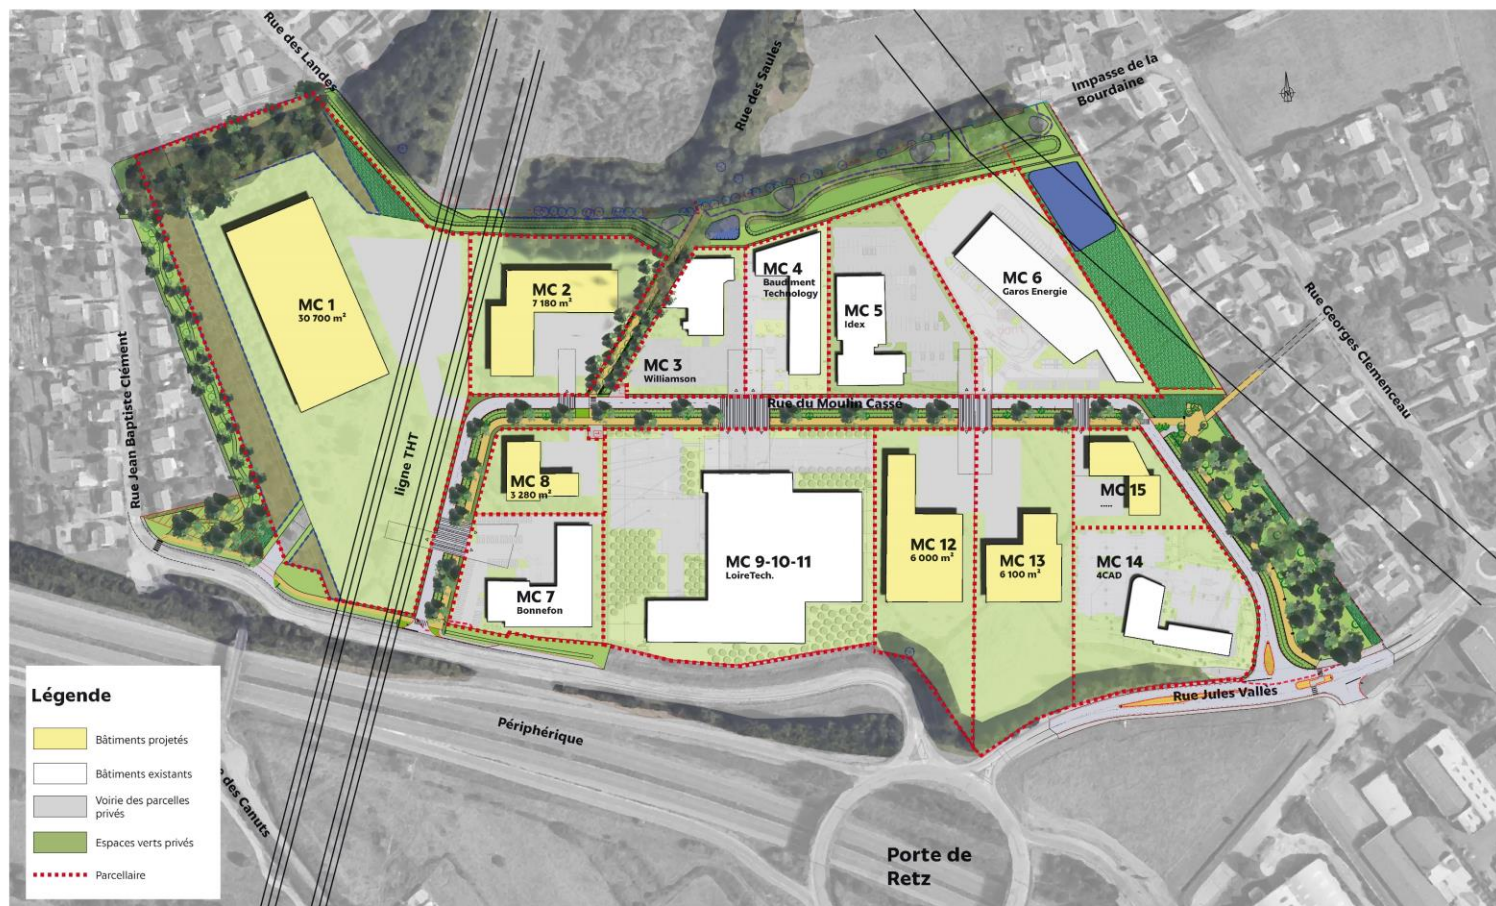 Rue des Landes
Rue des Saules
Impasse de la
Bourdaine
MC 1
30 700 m²
MC 2
7 180 m²
MC 3
Williamson
MC 4
Baudiment
Technology
MC 5
Idex
MC 6
Garos Energie
Rue Georges Clémenceau
Rue Jean Baptiste Clément
ligne THT
Rue du Moulin Cassé
MC 8
3 280 m²
MC 7
Bonnefon
MC 9-10-11
LoireTech.
MC 12
6 000 m²
MC 13
6 100 m²
MC 15
.....
MC 14
4CAD
Rue Jules Vallès
Périphérique
des Canuts
Porte de
Retz
Légende
Bâtiments projetés
Bâtiments existants
Voirie des parcelles
privés
Espaces verts privés
Parcellaire